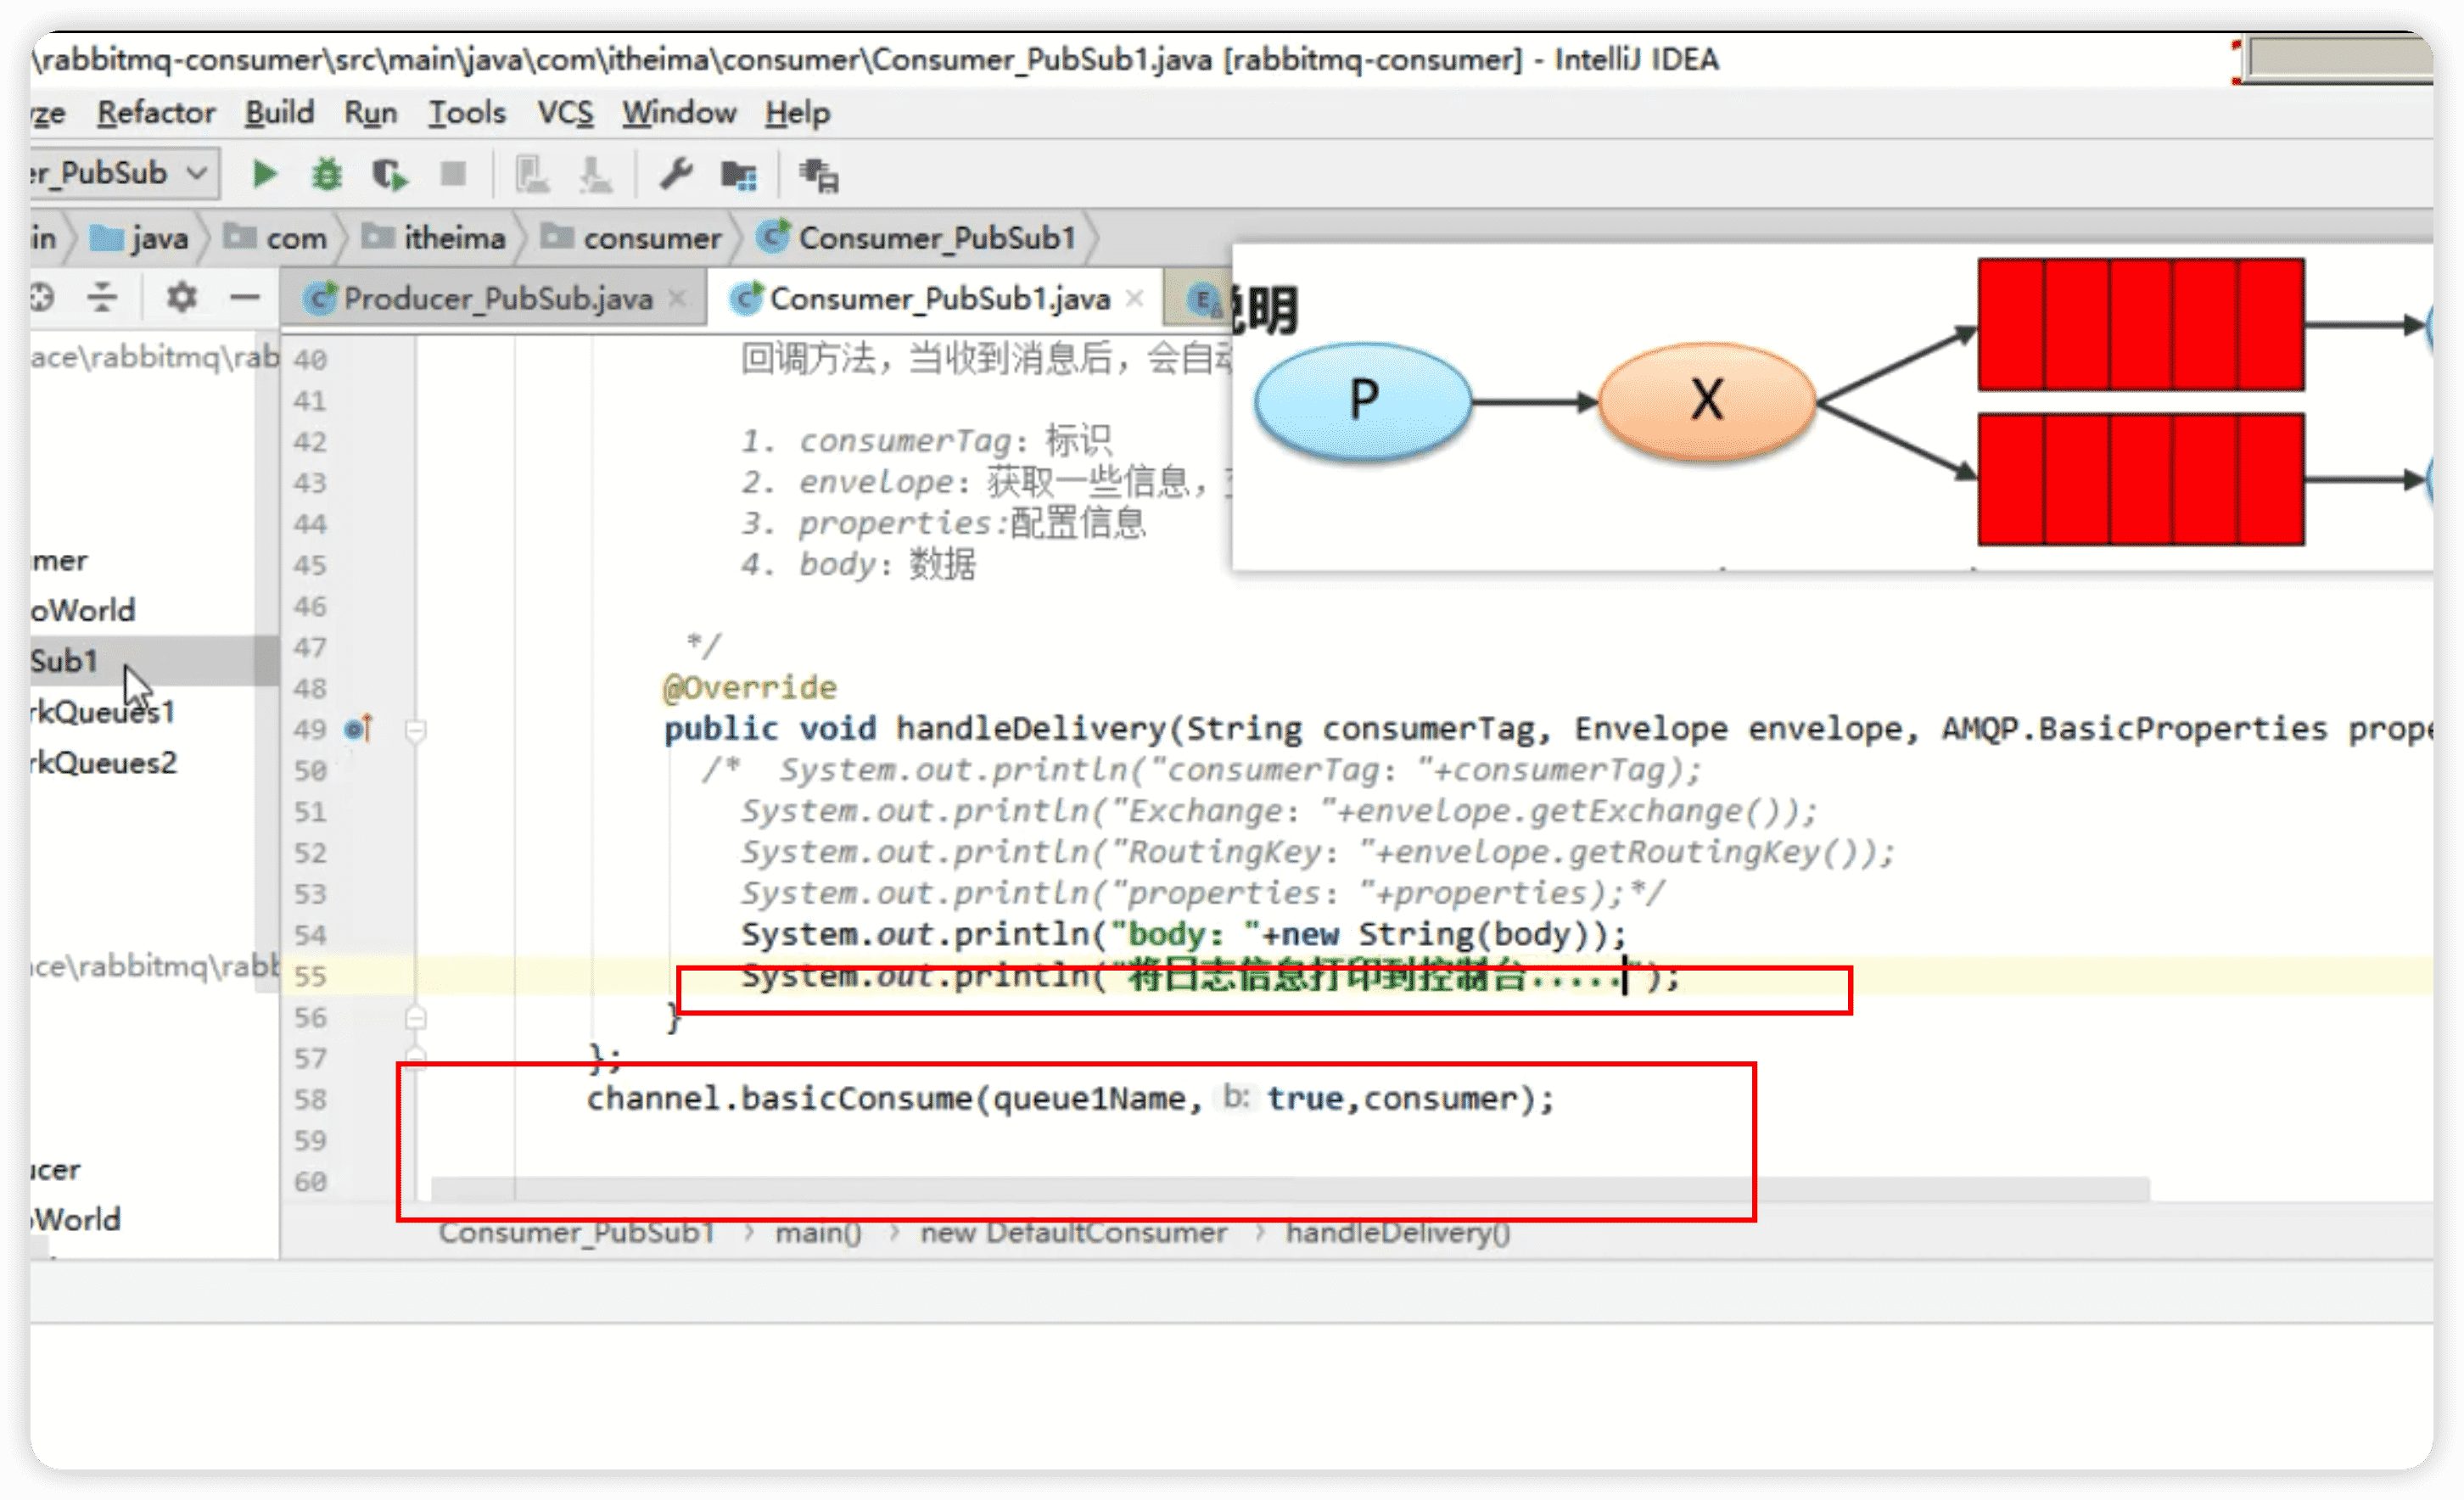 \rabbitmq-consumer\src\main\java\com\itheima\consumer\Consumer_PubSub1.java [rabbitmq-consumer] - IntelliJ IDEA
yze Refactor Build Run Tools VCS Window Help
er_PubSub
in java com itheima consumer Consumer_PubSub1
Producer_PubSub.java Consumer_PubSub1.java
说明
P X
ace\rabbitmq\rab
mer
oWorld
Sub1
rkQueues1
rkQueues2
ace\rabbitmq\rabb
ucer
oWorld
40 回调方法，当收到消息后，会自动
41
42 1. consumerTag：标识
43 2. envelope：获取一些信息，
44 3. properties:配置信息
45 4. body：数据
46
47 */
48 @Override
49 public void handleDelivery(String consumerTag, Envelope envelope, AMQP.BasicProperties prope
50 /* System.out.println("consumerTag："+consumerTag);
51 System.out.println("Exchange："+envelope.getExchange());
52 System.out.println("RoutingKey："+envelope.getRoutingKey());
53 System.out.println("properties："+properties);*/
54 System.out.println("body："+new String(body));
55 System.out.println("将日志信息打印到控制台.....");
56 }
57 };
58 channel.basicConsume(queue1Name, b: true,consumer);
59
60
Consumer_PubSub1 › main() › new DefaultConsumer › handleDelivery()